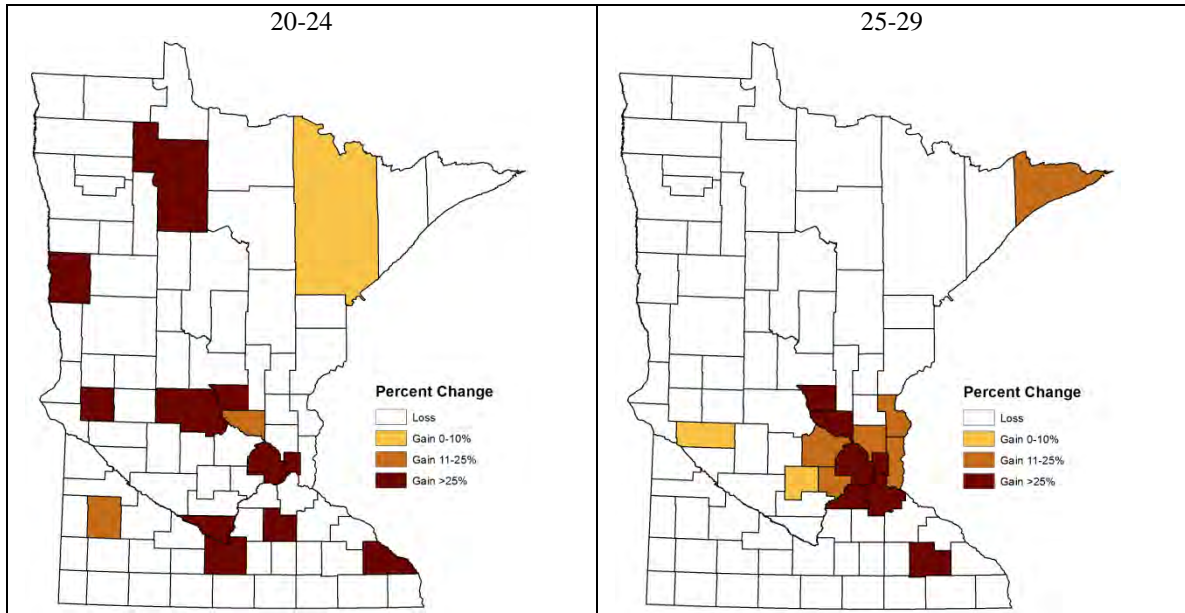 20-24
Percent Change
Loss
Gain 0-10%
Gain 11-25%
Gain >25%
25-29
Percent Change
Loss
Gain 0-10%
Gain 11-25%
Gain >25%